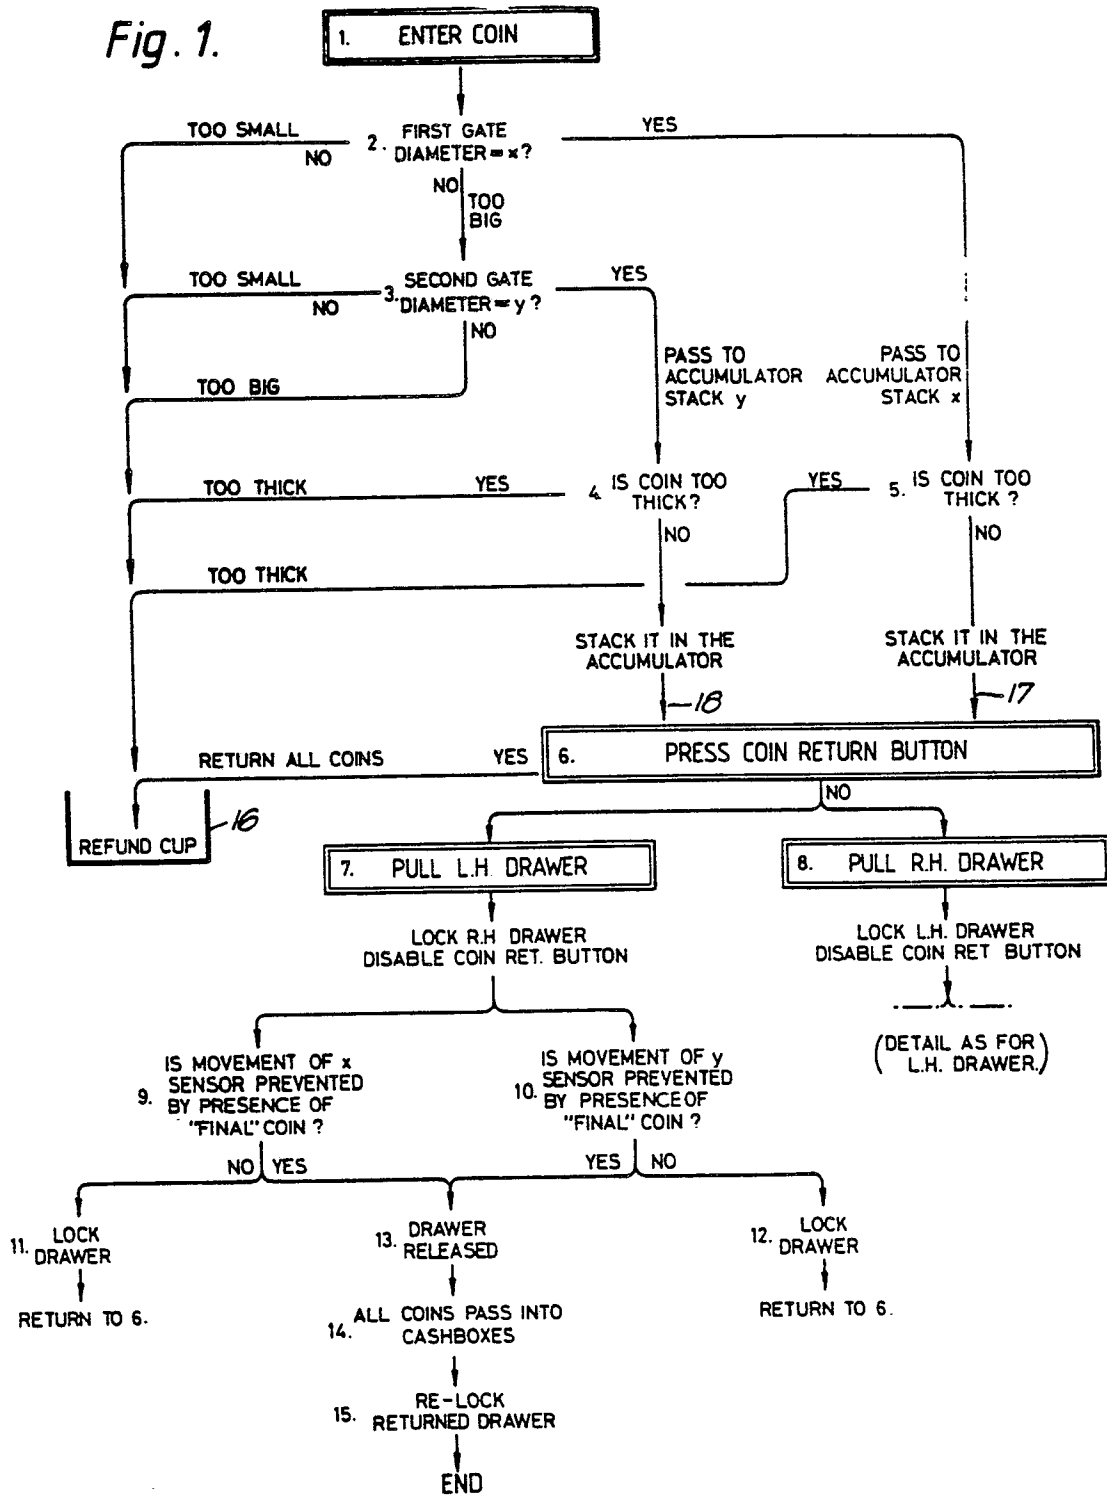 Fig. 1.
1. ENTER COIN
TOO SMALL
NO
2. FIRST GATE
DIAMETER = x?
YES
NO
TOO
BIG
TOO SMALL
NO
3. SECOND GATE
DIAMETER = y?
YES
NO
TOO BIG
PASS TO
ACCUMULATOR
STACK y
PASS TO
ACCUMULATOR
STACK x
TOO THICK
YES
4. IS COIN TOO
THICK?
YES
5. IS COIN TOO
THICK?
NO
NO
TOO THICK
STACK IT IN THE
ACCUMULATOR
STACK IT IN THE
ACCUMULATOR
18
17
RETURN ALL COINS
YES
6. PRESS COIN RETURN BUTTON
NO
REFUND CUP
16
7. PULL L.H. DRAWER
8. PULL R.H. DRAWER
LOCK R.H DRAWER
DISABLE COIN RET. BUTTON
LOCK L.H. DRAWER
DISABLE COIN RET BUTTON
(DETAIL AS FOR
L.H. DRAWER.)
9. IS MOVEMENT OF x
SENSOR PREVENTED
BY PRESENCE OF
"FINAL" COIN ?
10. IS MOVEMENT OF y
SENSOR PREVENTED
BY PRESENCE OF
"FINAL" COIN ?
NO YES
YES NO
11. LOCK
DRAWER
13. DRAWER
RELEASED
12. LOCK
DRAWER
RETURN TO 6.
RETURN TO 6.
14. ALL COINS PASS INTO
CASHBOXES
15. RE-LOCK
RETURNED DRAWER
END